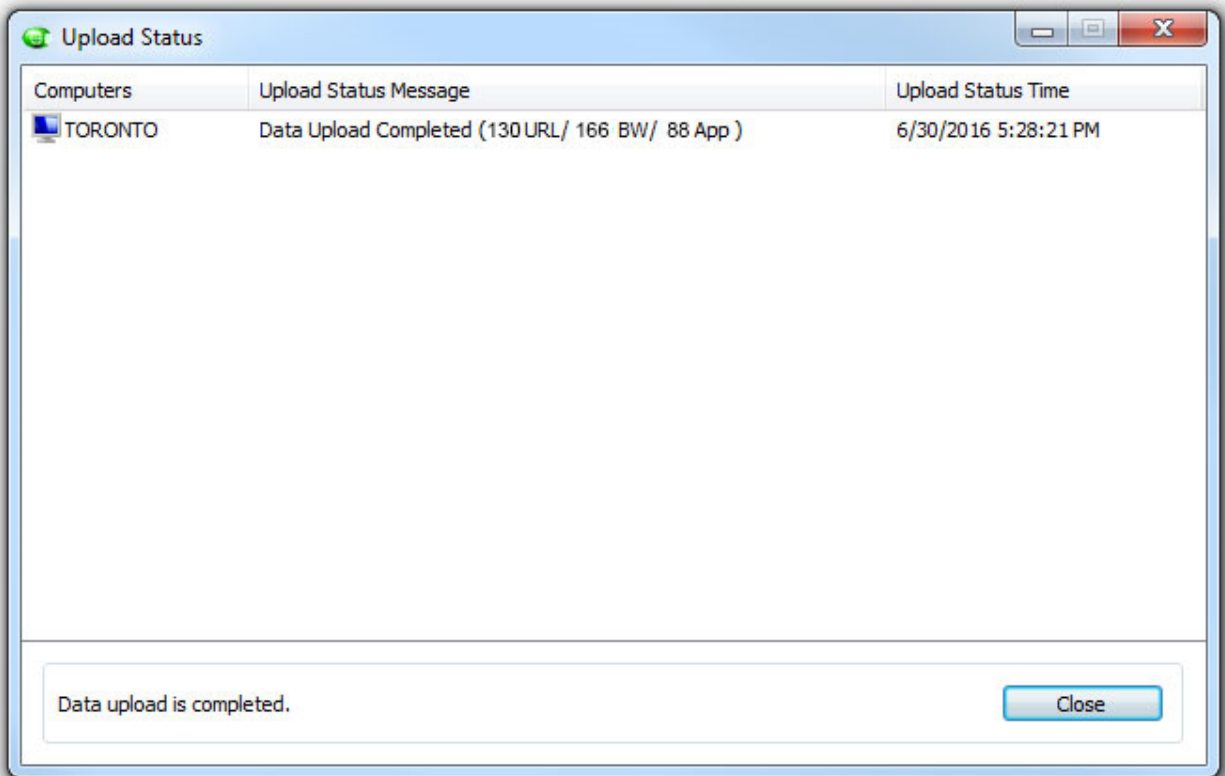 Upload Status
Computers Upload Status Message Upload Status Time
TORONTO Data Upload Completed (130 URL/ 166 BW/ 88 App ) 6/30/2016 5:28:21 PM
Data upload is completed. Close